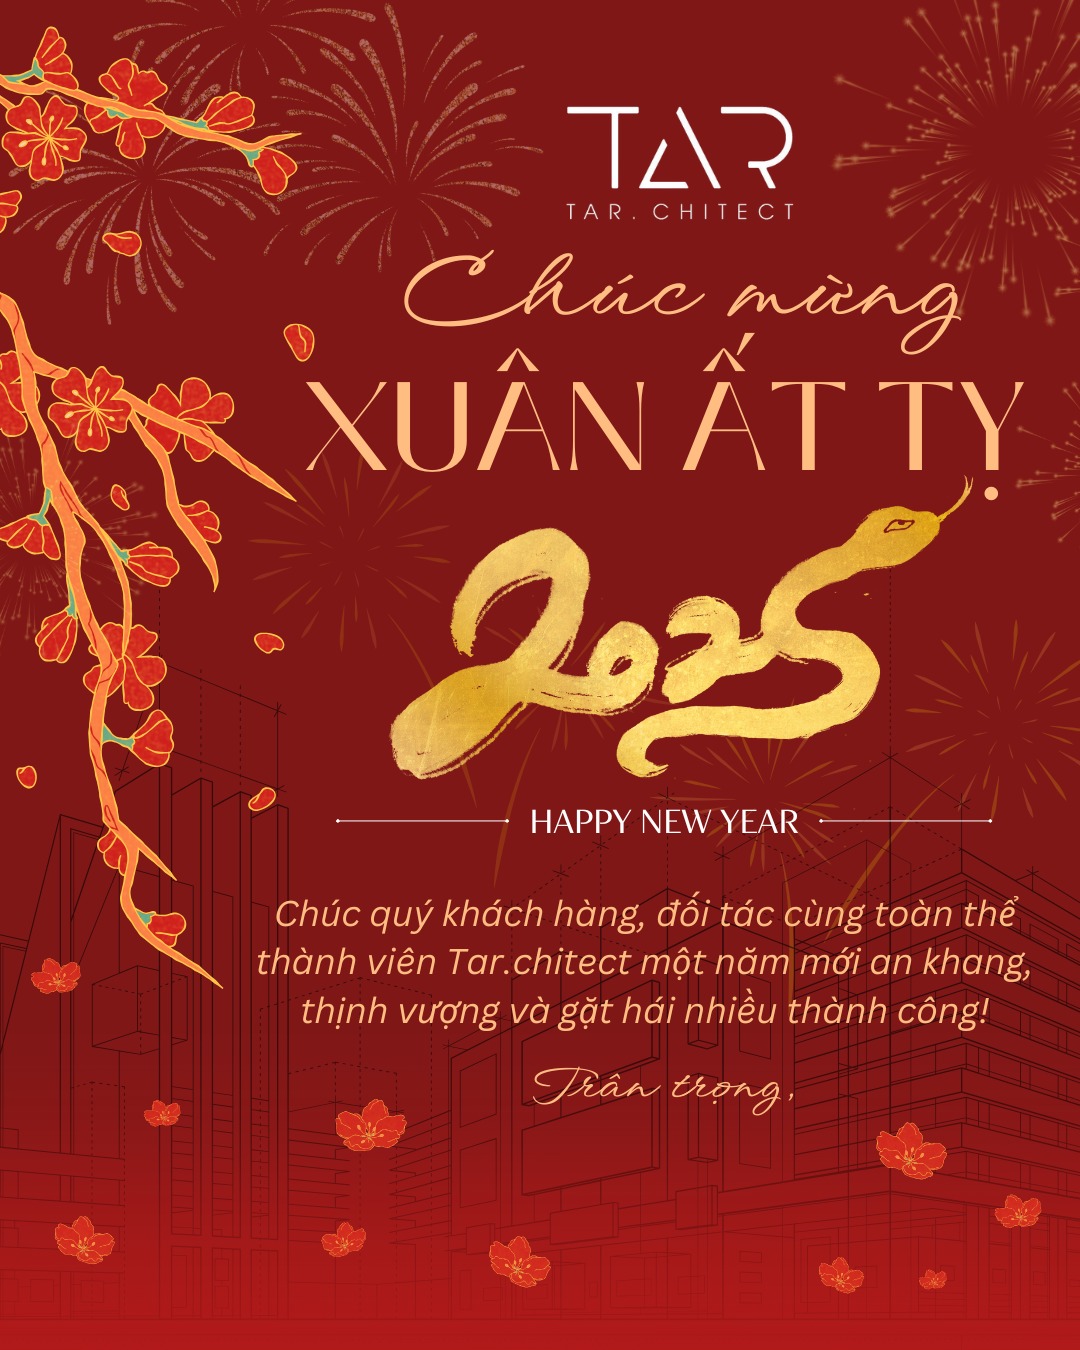 TAR
TAR.CHITECT
Chúc mừng
XUÂN ẤT TỴ
2025
HAPPY NEW YEAR
Chúc quý khách hàng, đối tác cùng toàn thể
thành viên Tar.chitect một năm mới an khang,
thịnh vượng và gặt hái nhiều thành công!
Trân trọng,